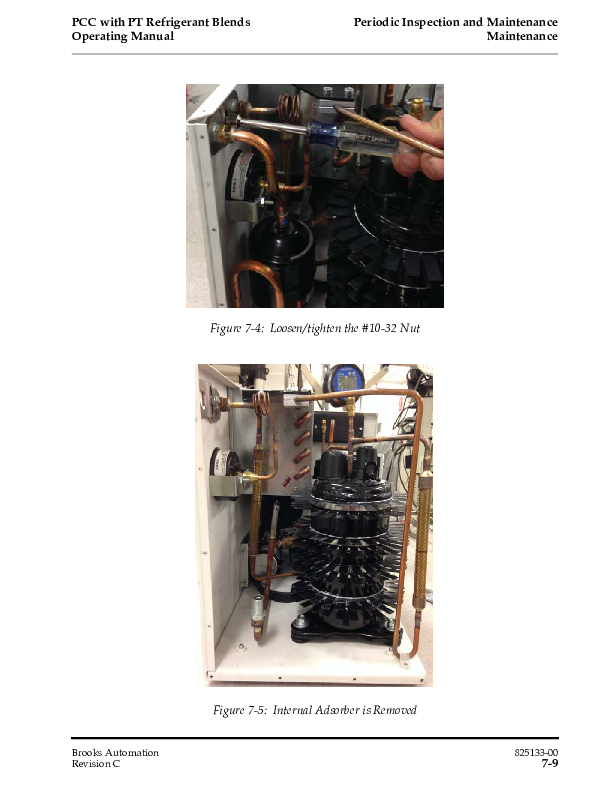 PCC with PT Refrigerant Blends
Operating Manual
Periodic Inspection and Maintenance
Maintenance
Figure 7-4: Loosen/tighten the #10-32 Nut
Figure 7-5: Internal Adsorber is Removed
Brooks Automation
Revision C
825133-00
7-9